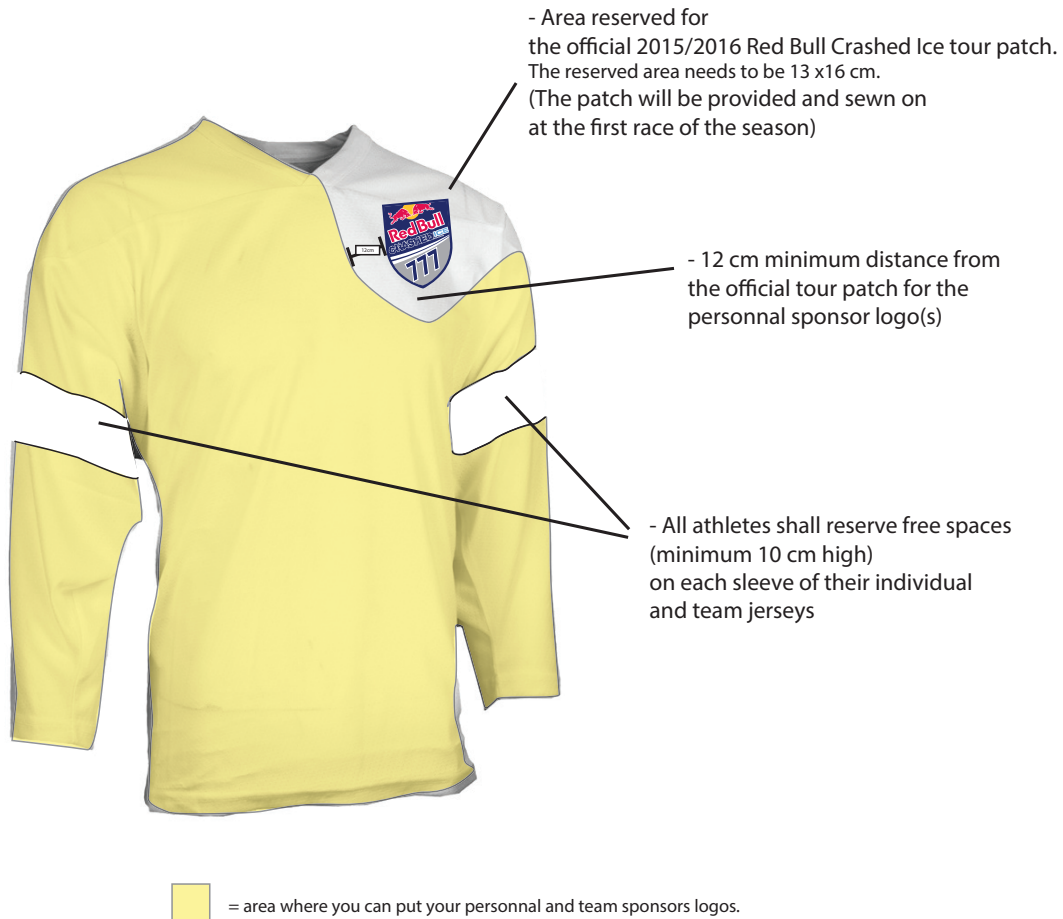 - Area reserved for
the official 2015/2016 Red Bull Crashed Ice tour patch.
The reserved area needs to be 13 x16 cm.
(The patch will be provided and sewn on
at the first race of the season)
Red Bull
CRASHED ICE
777
12cm
- 12 cm minimum distance from
the official tour patch for the
personnal sponsor logo(s)
- All athletes shall reserve free spaces
(minimum 10 cm high)
on each sleeve of their individual
and team jerseys
= area where you can put your personnal and team sponsors logos.